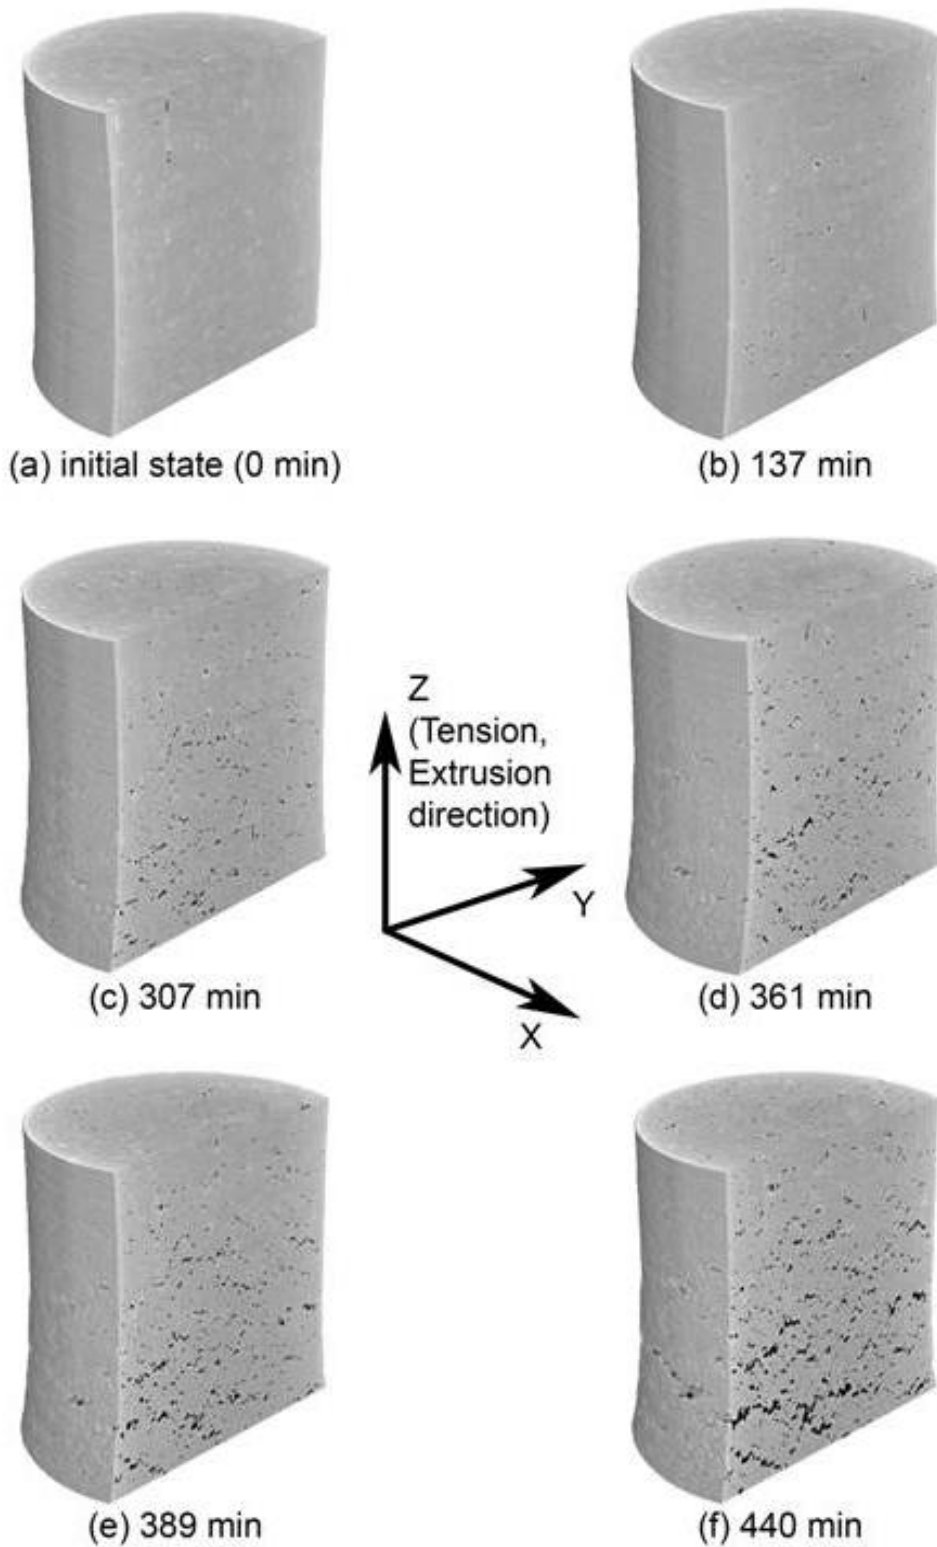 (a) initial state (0 min)
(b) 137 min
Z
(Tension,
Extrusion
direction)
Y
X
(c) 307 min
(d) 361 min
(e) 389 min
(f) 440 min